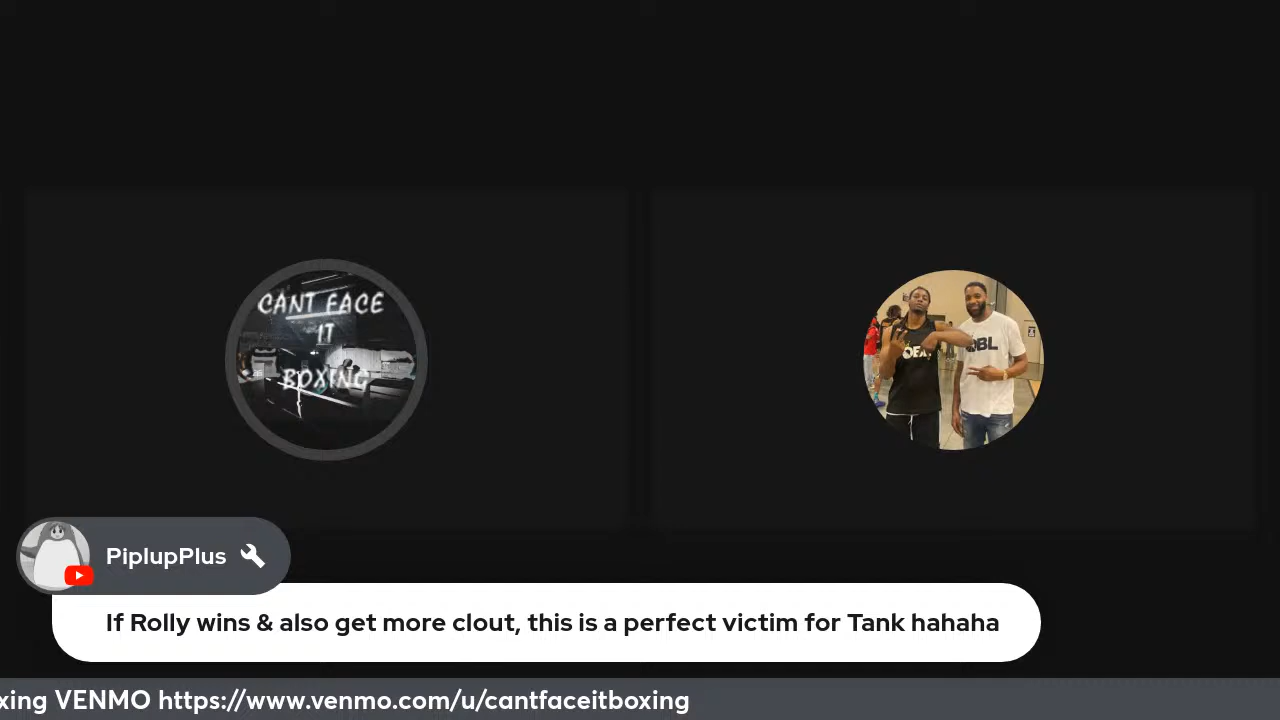 CANT FACE
IT
BOXING
PiplupPlus
If Rolly wins & also get more clout, this is a perfect victim for Tank hahaha
xing VENMO https://www.venmo.com/u/cantfaceitboxing